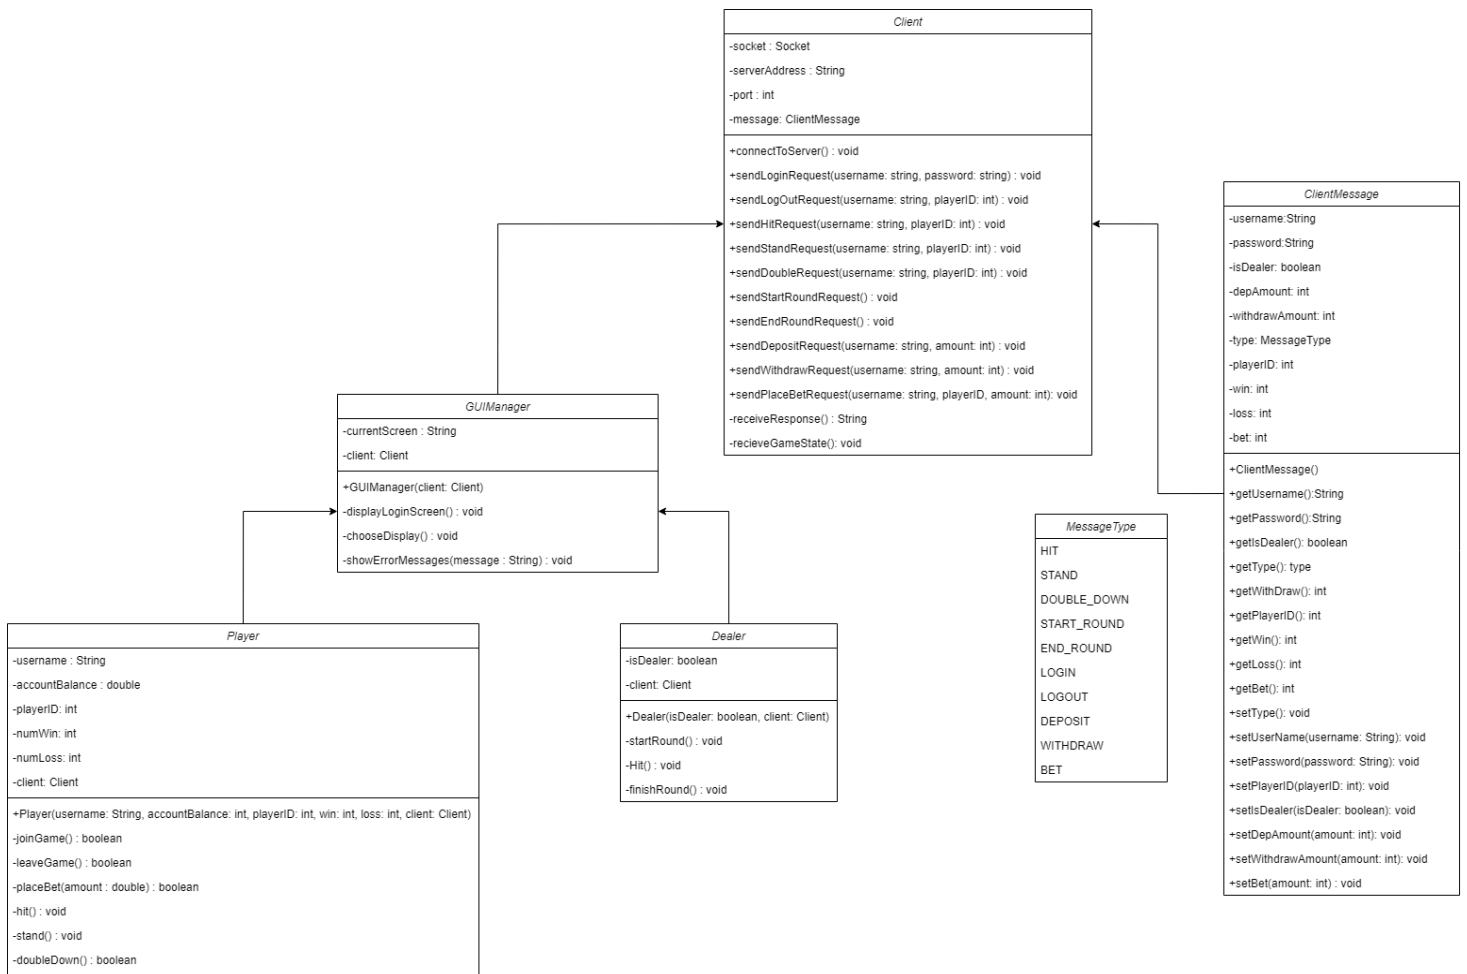 Client
-socket : Socket
-serverAddress : String
-port : int
-message: ClientMessage
+connectToServer() : void
+sendLoginRequest(username: string, password: string) : void
+sendLogOutRequest(username: string, playerID: int) : void
+sendHitRequest(username: string, playerID: int) : void
+sendStandRequest(username: string, playerID: int) : void
+sendDoubleRequest(username: string, playerID: int) : void
+sendStartRoundRequest() : void
+sendEndRoundRequest() : void
+sendDepositRequest(username: string, amount: int) : void
+sendWithdrawRequest(username: string, amount: int) : void
+sendPlaceBetRequest(username: string, playerID, amount: int): void
-receiveResponse() : String
-recieveGameState(): void
ClientMessage
-username:String
-password:String
-isDealer: boolean
-depAmount: int
-withdrawAmount: int
-type: MessageType
-playerID: int
-win: int
-loss: int
-bet: int
+ClientMessage()
+getUsername():String
+getPassword():String
+getIsDealer(): boolean
+getType(): type
+getWithDraw(): int
+getPlayerID(): int
+getWin(): int
+getLoss(): int
+getBet(): int
+setType(): void
+setUserName(username: String): void
+setPassword(password: String): void
+setPlayerID(playerID: int): void
+setIsDealer(isDealer: boolean): void
+setDepAmount(amount: int): void
+setWithdrawAmount(amount: int): void
+setBet(amount: int) : void
GUIManager
-currentScreen : String
-client: Client
+GUIManager(client: Client)
-displayLoginScreen() : void
-chooseDisplay() : void
-showErrorMessages(message : String) : void
MessageType
HIT
STAND
DOUBLE_DOWN
START_ROUND
END_ROUND
LOGIN
LOGOUT
DEPOSIT
WITHDRAW
BET
Player
-username : String
-accountBalance : double
-playerID: int
-numWin: int
-numLoss: int
-client: Client
+Player(username: String, accountBalance: int, playerID: int, win: int, loss: int, client: Client)
-joinGame() : boolean
-leaveGame() : boolean
-placeBet(amount : double) : boolean
-hit() : void
-stand() : void
-doubleDown() : boolean
Dealer
-isDealer: boolean
-client: Client
+Dealer(isDealer: boolean, client: Client)
-startRound() : void
-Hit() : void
-finishRound() : void